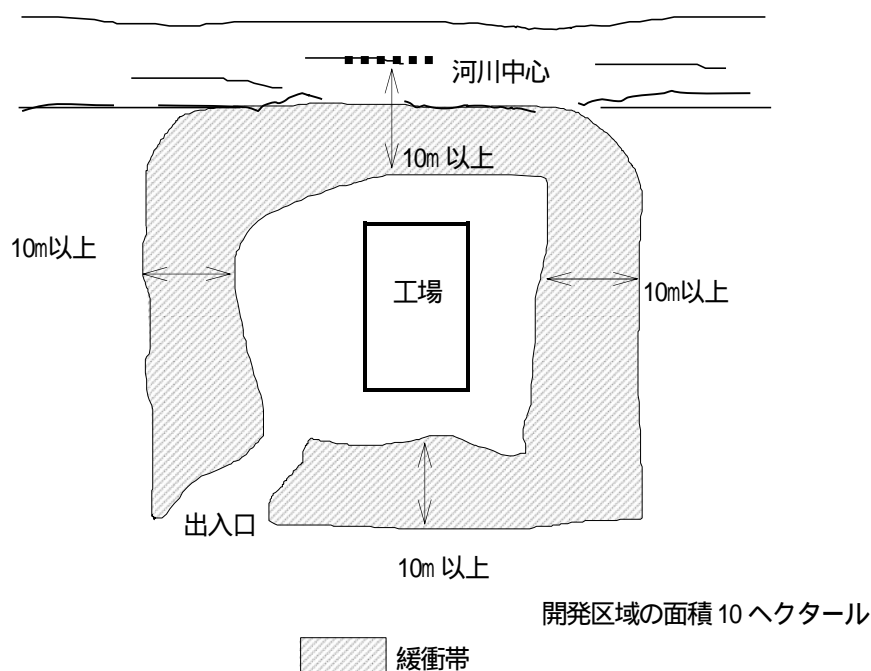 河川中心
10m 以上
10m以上
工場
10m以上
出入口
10m 以上
開発区域の面積 10 ヘクタール
緩衝帯